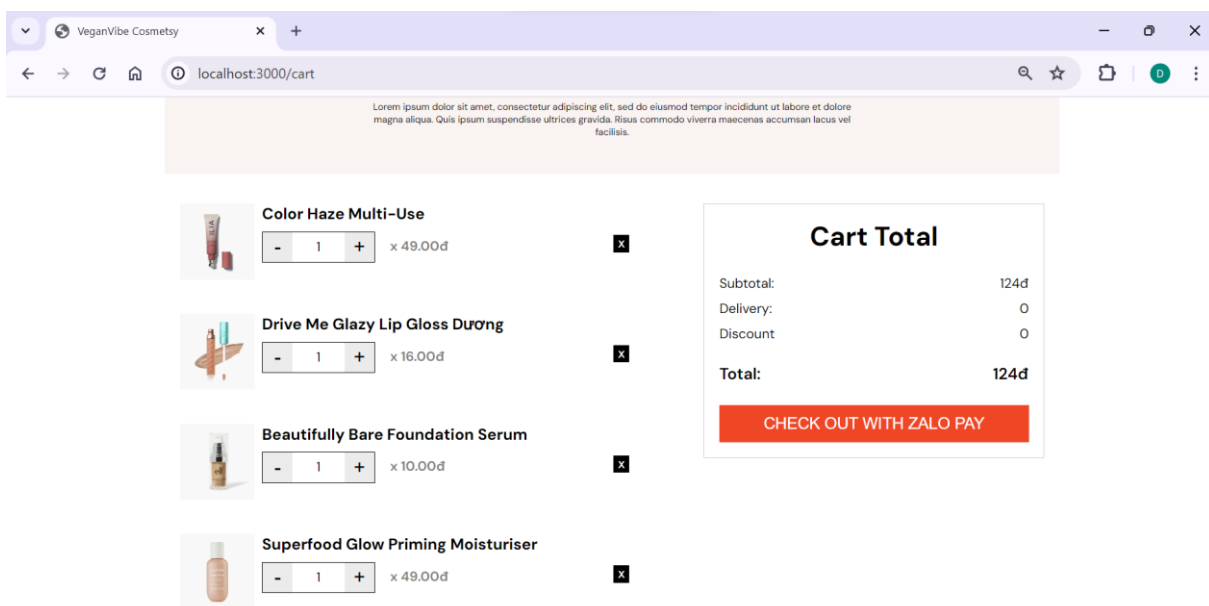 VeganVibe Cosmetsy
localhost:3000/cart
D
Lorem ipsum dolor sit amet, consectetur adipiscing elit, sed do eiusmod tempor incididunt ut labore et dolore
magna aliqua. Quis ipsum suspendisse ultrices gravida. Risus commodo viverra maecenas accumsan lacus vel
facilisis.
ILIA
Color Haze Multi-Use
- 1 + x 49.00đ X
Drive Me Glazy Lip Gloss Dương
- 1 + x 16.00đ X
elf
Beautifully Bare Foundation Serum
- 1 + x 10.00đ X
Superfood Glow Priming Moisturiser
- 1 + x 49.00đ X
Cart Total
Subtotal: 124đ
Delivery: 0
Discount 0
Total: 124đ
CHECK OUT WITH ZALO PAY